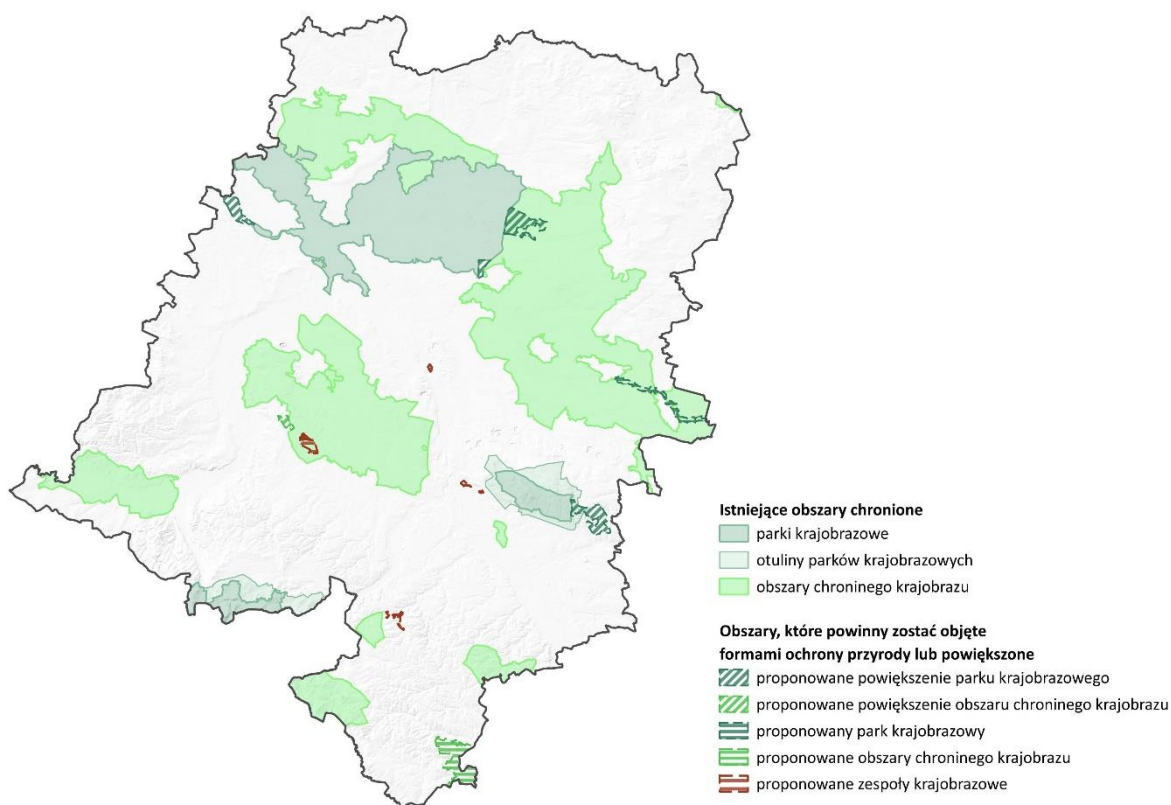 Istniejące obszary chronione
parki krajobrazowe
otuliny parków krajobrazowych
obszary chroninego krajobrazu
Obszary, które powinny zostać objęte
formami ochrony przyrody lub powiększone
proponowane powiększenie parku krajobrazowego
proponowane powiększenie obszaru chroninego krajobrazu
proponowany park krajobrazowy
proponowane obszary chroninego krajobrazu
proponowane zespoły krajobrazowe